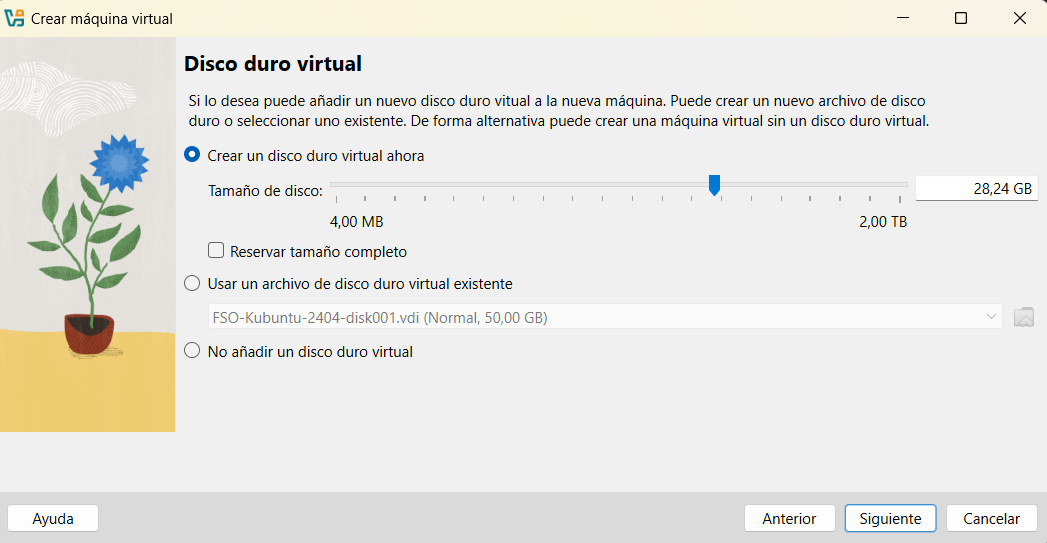 Crear máquina virtual
Disco duro virtual
Si lo desea puede añadir un nuevo disco duro vitual a la nueva máquina. Puede crear un nuevo archivo de disco
duro o seleccionar uno existente. De forma alternativa puede crear una máquina virtual sin un disco duro virtual.
Crear un disco duro virtual ahora
Tamaño de disco:
28,24 GB
4,00 MB
2,00 TB
Reservar tamaño completo
Usar un archivo de disco duro virtual existente
FSO-Kubuntu-2404-disk001.vdi (Normal, 50,00 GB)
No añadir un disco duro virtual
Ayuda
Anterior
Siguiente
Cancelar